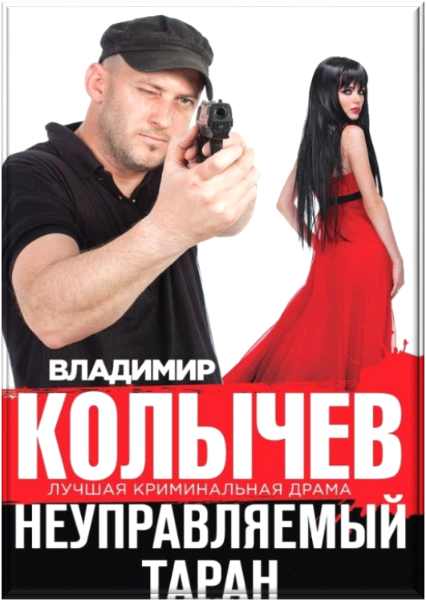 ВЛАДИМИР
КОЛЫЧЕВ
ЛУЧШАЯ КРИМИНАЛЬНАЯ ДРАМА
НЕУПРАВЛЯЕМЫЙ
ТАРАН